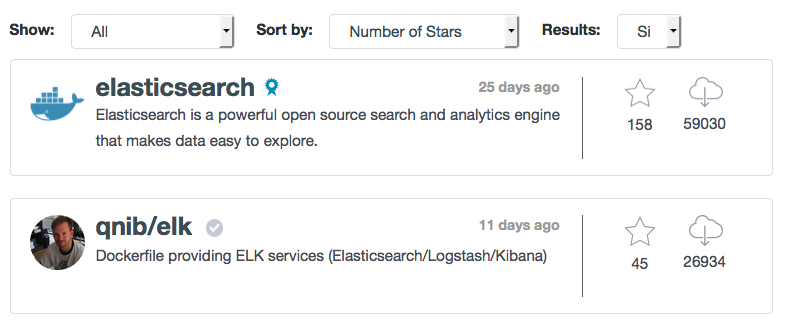 Show: All Sort by: Number of Stars Results: Si
elasticsearch 25 days ago
Elasticsearch is a powerful open source search and analytics engine
that makes data easy to explore.
158 59030
qnib/elk 11 days ago
Dockerfile providing ELK services (Elasticsearch/Logstash/Kibana)
45 26934